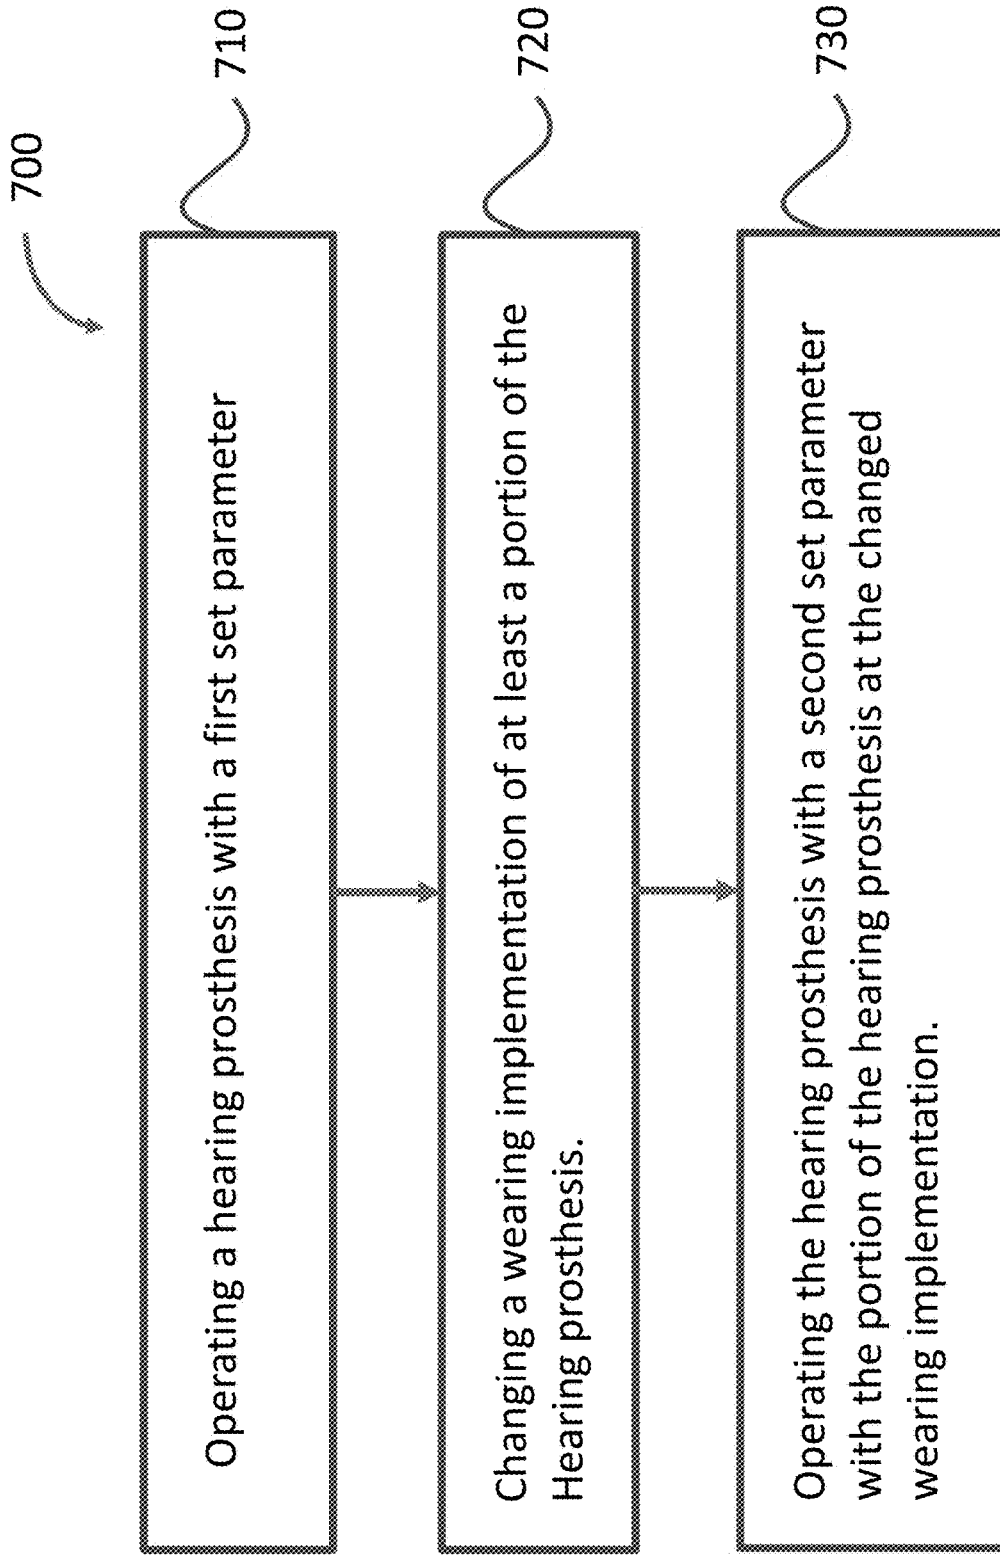 700
Operating a hearing prosthesis with a first set parameter
710
Changing a wearing implementation of at least a portion of the
Hearing prosthesis.
720
Operating the hearing prosthesis with a second set parameter
with the portion of the hearing prosthesis at the changed
wearing implementation.
730